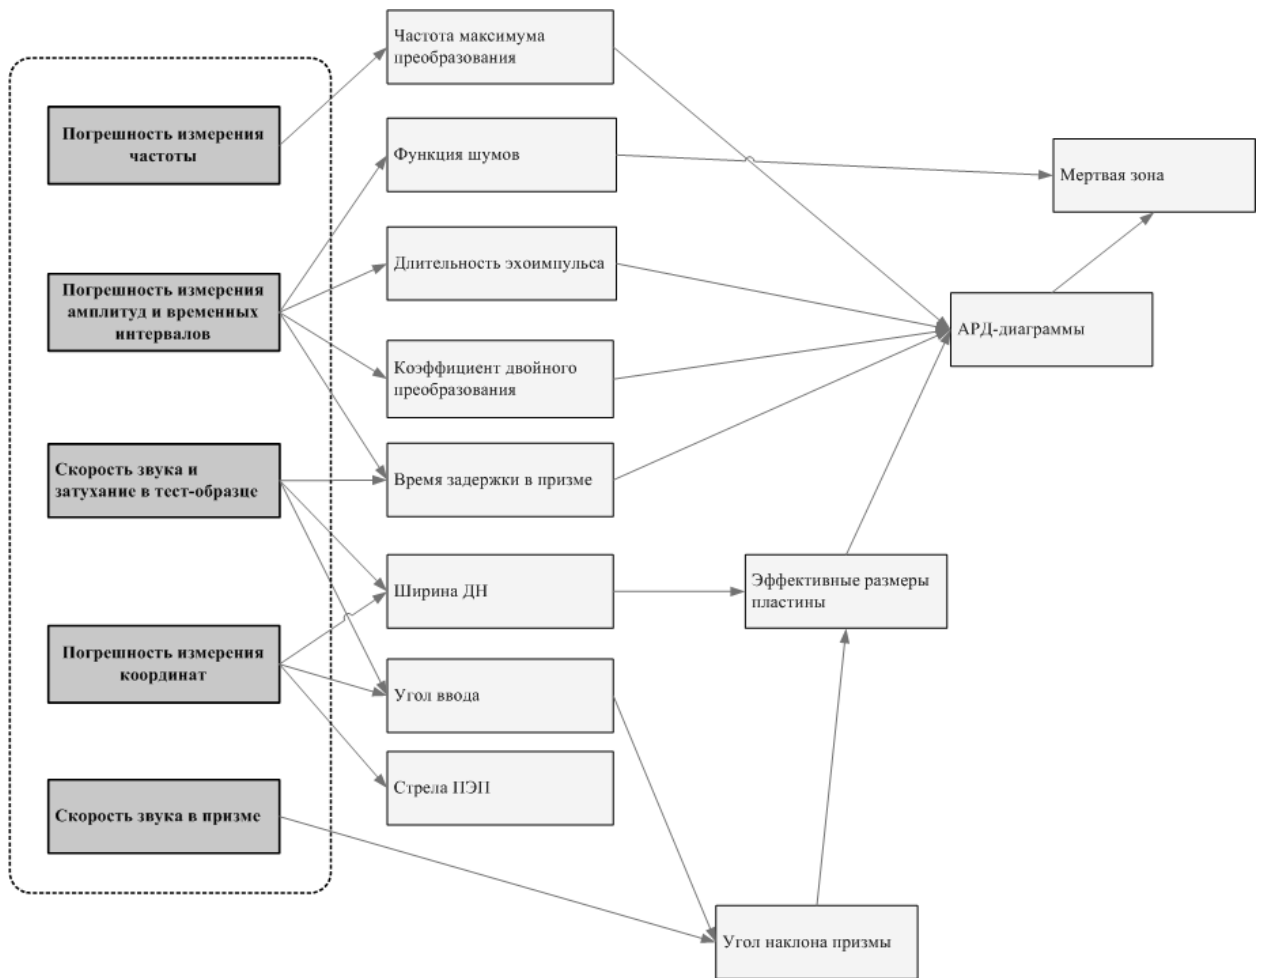 Погрешность измерения
частоты
Погрешность измерения
амплитуд и временных
интервалов
Скорость звука и
затухание в тест-образце
Погрешность измерения
координат
Скорость звука в призме
Частота максимума
преобразования
Функция шумов
Длительность эхоимпульса
Коэффициент двойного
преобразования
Время задержки в призме
Ширина ДН
Угол ввода
Стрела ПЭП
Эффективные размеры
пластины
Угол наклона призмы
АРД-диаграммы
Мертвая зона